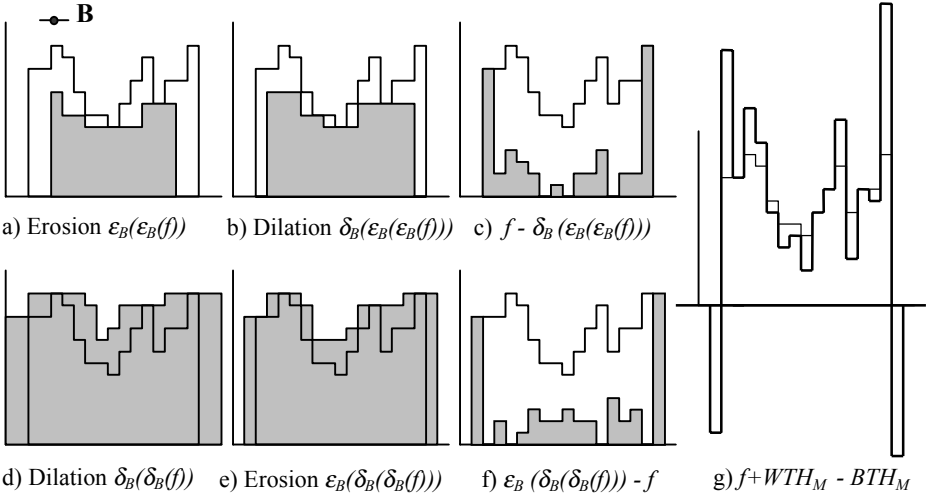 B
a) Erosion ε_B(ε_B(f))
b) Dilation δ_B(ε_B(ε_B(f)))
c) f - δ_B (ε_B(ε_B(f)))
d) Dilation δ_B(δ_B(f))
e) Erosion ε_B(δ_B(δ_B(f)))
f) ε_B (δ_B(δ_B(f))) - f
g) f+WTH_M - BTH_M